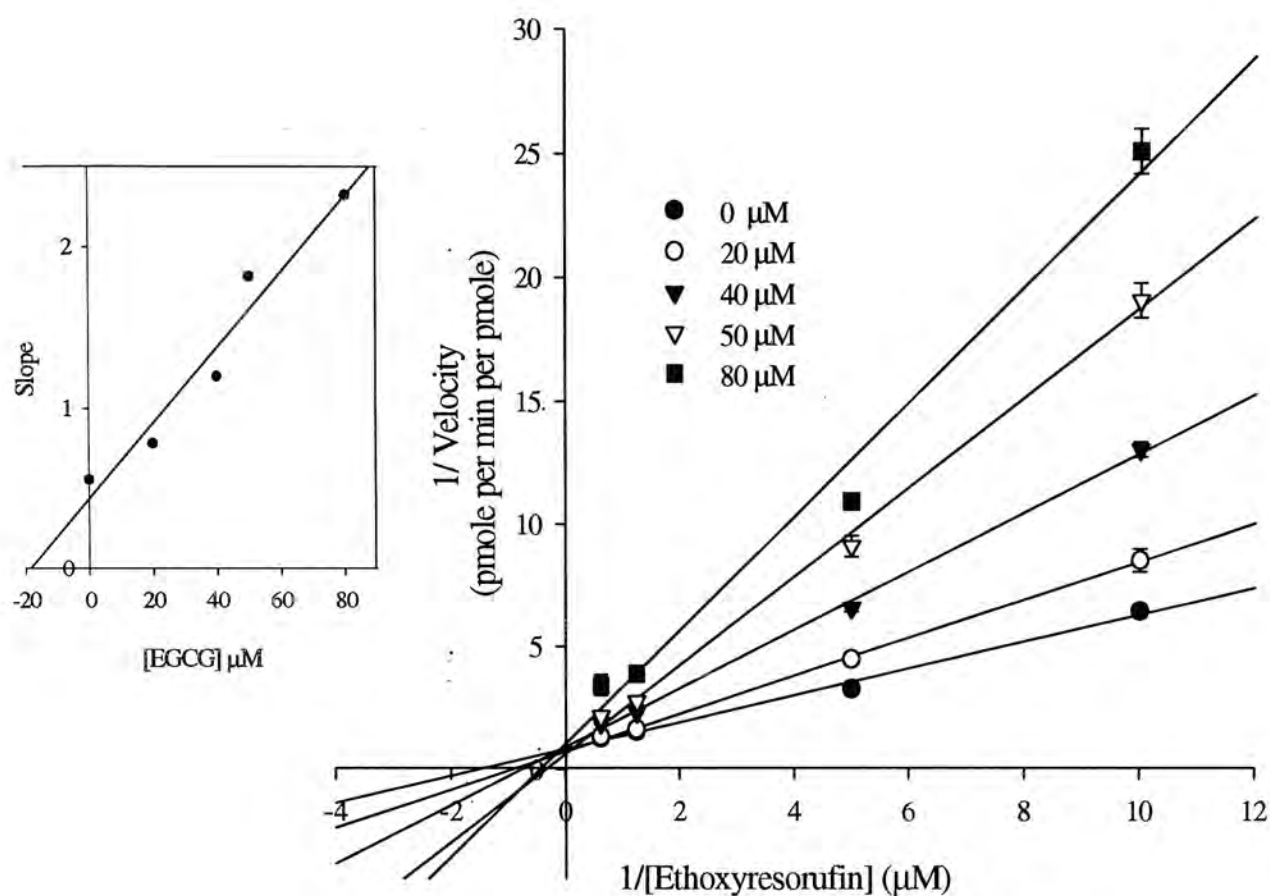 2
1
0
Slope
-20 0 20 40 60 80
[EGCG] μM
30
25
20
15.
10
5
1/ Velocity
(pmole per min per pmole)
0 μM
20 μM
40 μM
50 μM
80 μM
-4 -2 0 2 4 6 8 10 12
1/[Ethoxyresorufin] (μM)